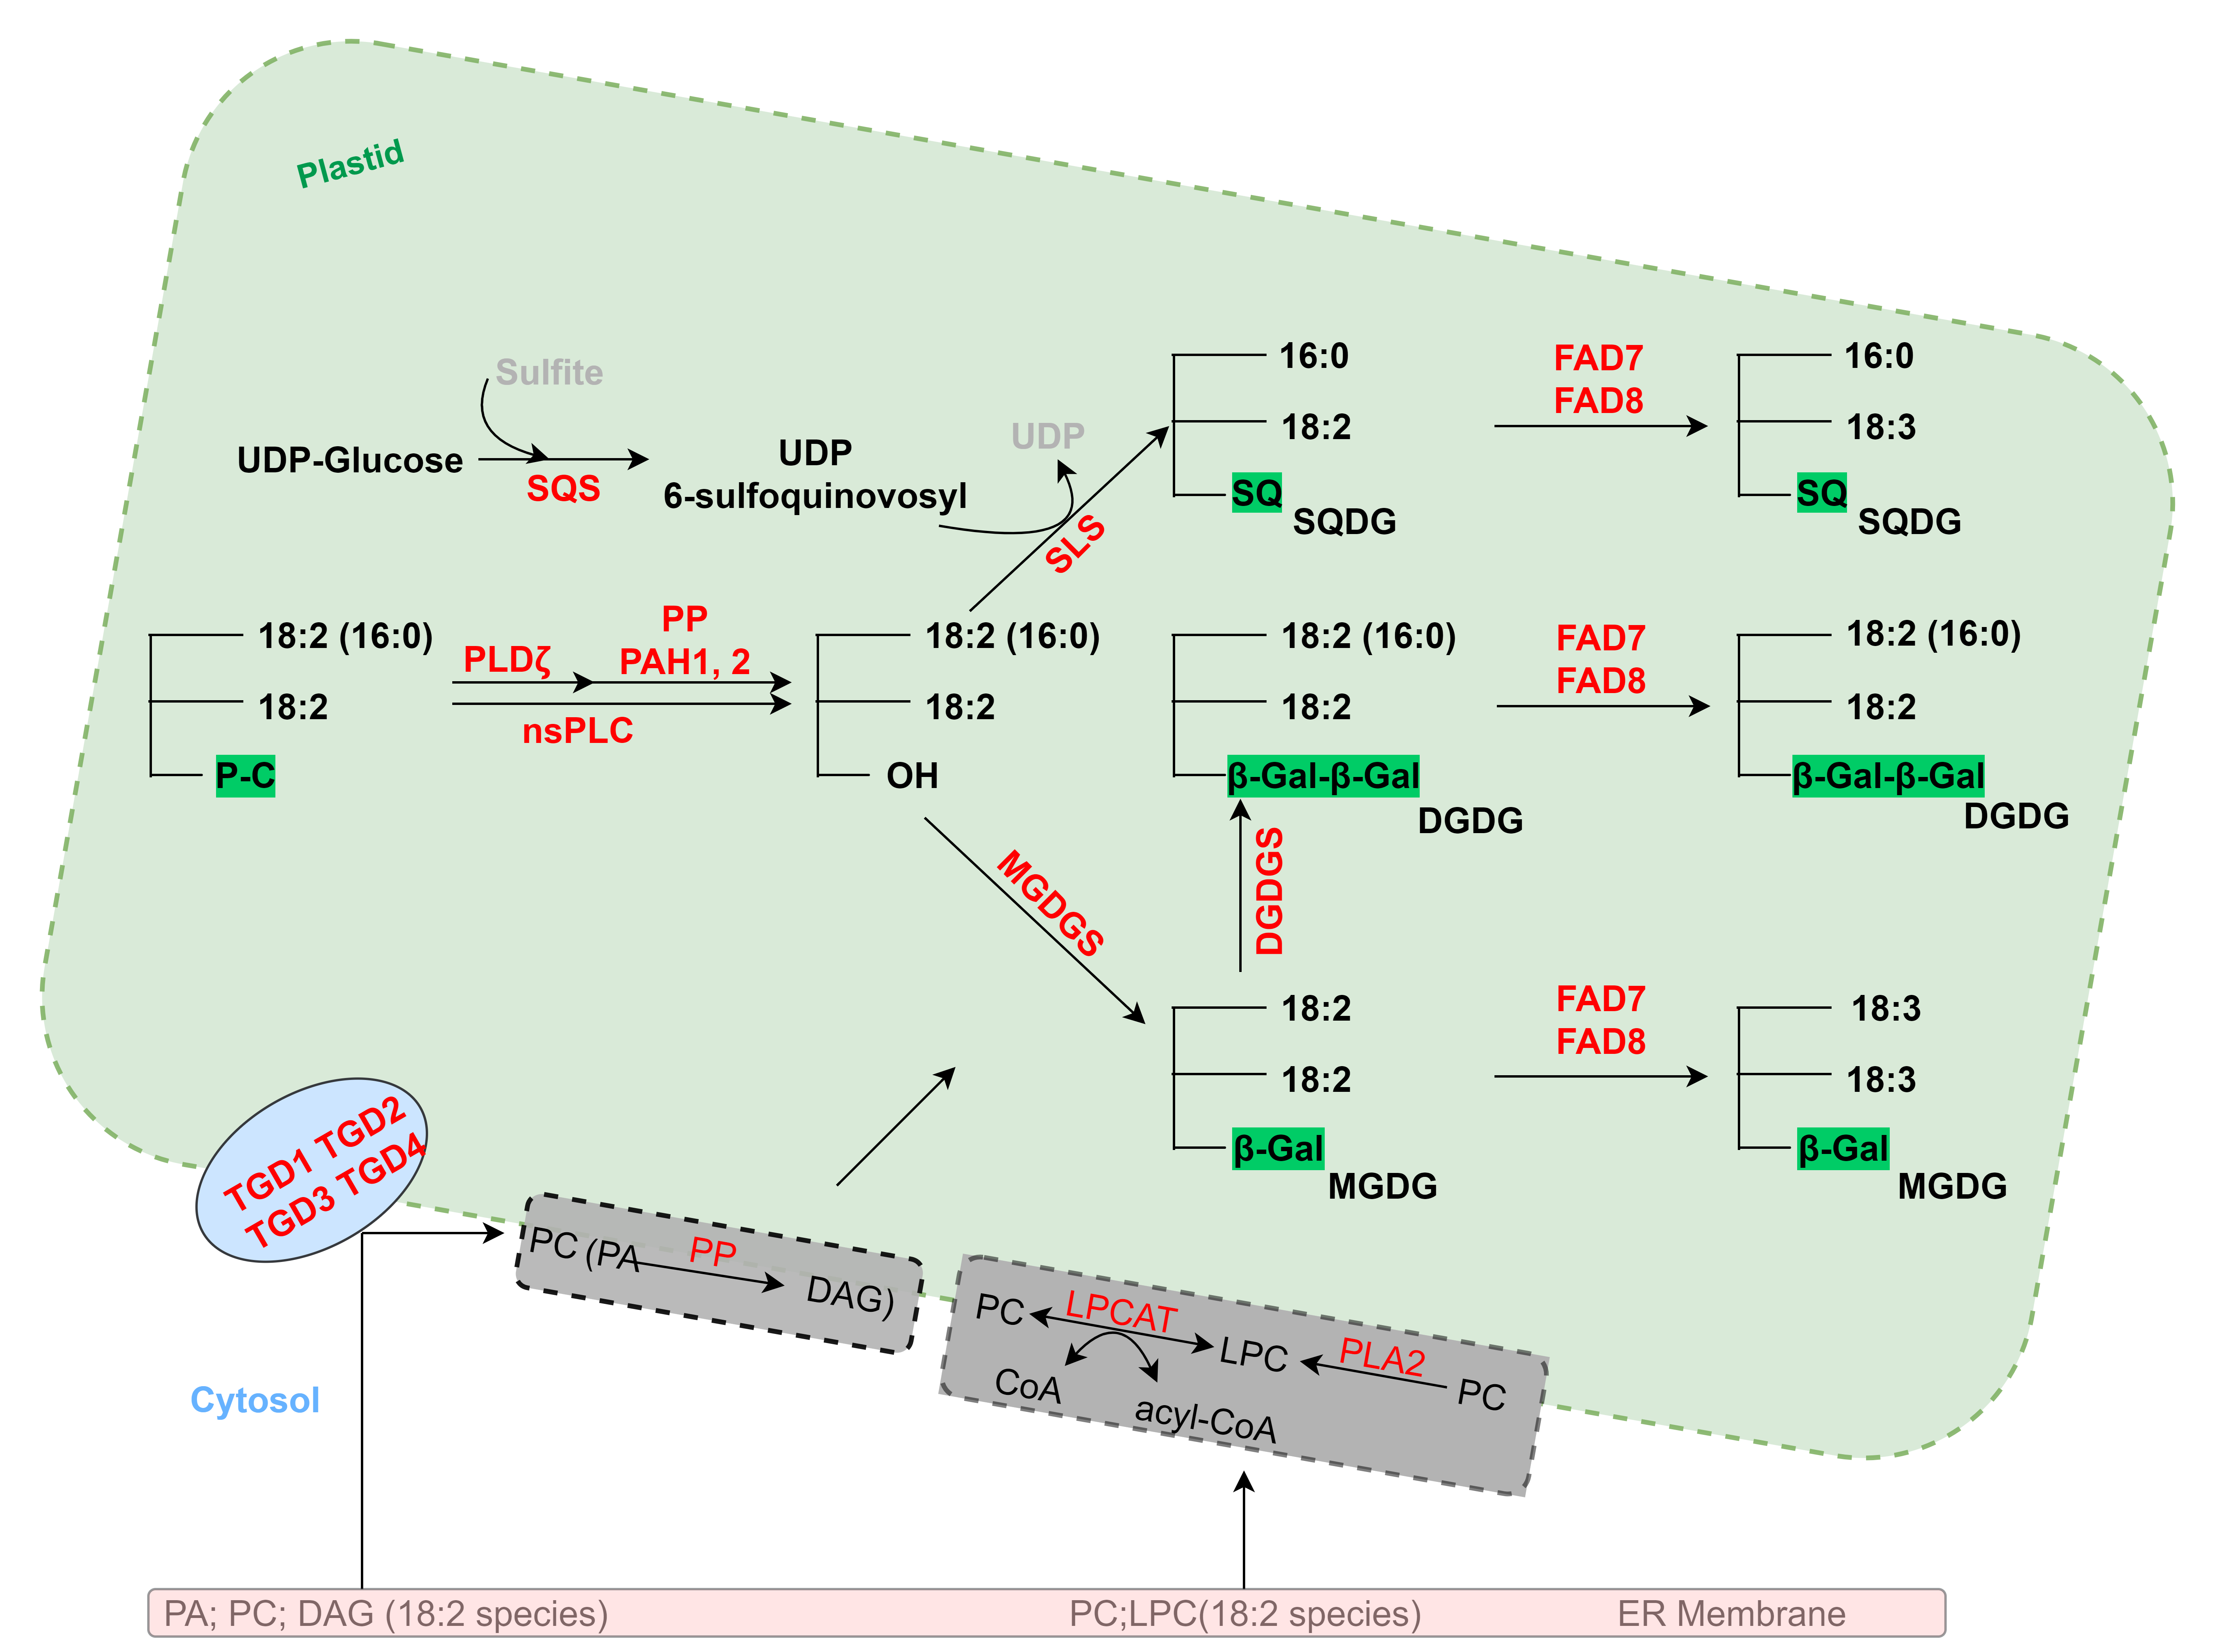 Plastid
Sulfite
UDP-Glucose
SQS
UDP
6-sulfoquinovosyl
UDP
SLS
16:0
18:2
SQ
SQDG
FAD7
FAD8
16:0
18:3
SQ
SQDG
18:2 (16:0)
18:2
P-C
PLDζ
PP
PAH1, 2
nsPLC
18:2 (16:0)
18:2
OH
18:2 (16:0)
18:2
β-Gal-β-Gal
DGDG
FAD7
FAD8
18:2 (16:0)
18:2
β-Gal-β-Gal
DGDG
MGDGS
DGDGS
18:2
18:2
β-Gal
MGDG
FAD7
FAD8
18:3
18:3
β-Gal
MGDG
TGD1 TGD2
TGD3 TGD4
PC (PA
PP
DAG)
PC
LPCAT
LPC
PLA2
PC
CoA
acyl-CoA
Cytosol
PA; PC; DAG (18:2 species)
PC;LPC(18:2 species)
ER Membrane